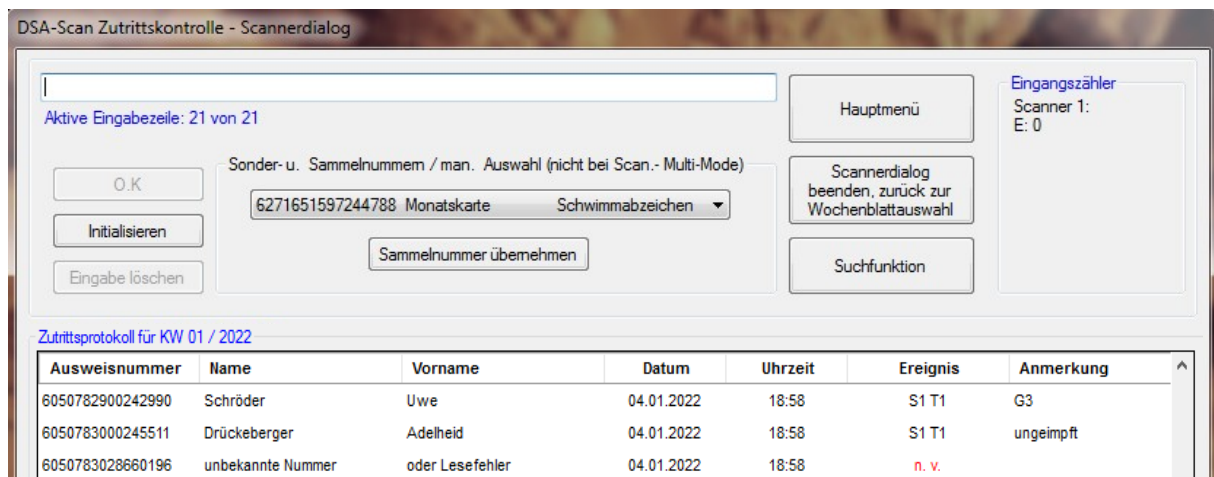 DSA-Scan Zutrittskontrolle - Scannerdialog
Aktive Eingabezeile: 21 von 21
Hauptmenü
Eingangszähler
Scanner 1:
E: 0
Sonder- u. Sammelnummern / man. Auswahl (nicht bei Scan.- Multi-Mode)
O.K
6271651597244788 Monatskarte Schwimmabzeichen
Scannerdialog
beenden, zurück zur
Wochenblattauswahl
Initialisieren
Sammelnummer übernehmen
Eingabe löschen
Suchfunktion
Zutrittsprotokoll für KW 01 / 2022
Ausweisnummer Name Vorname Datum Uhrzeit Ereignis Anmerkung
6050782900242990 Schröder Uwe 04.01.2022 18:58 S1 T1 G3
6050783000245511 Drückeberger Adelheid 04.01.2022 18:58 S1 T1 ungeimpft
6050783028660196 unbekannte Nummer oder Lesefehler 04.01.2022 18:58 n. v.